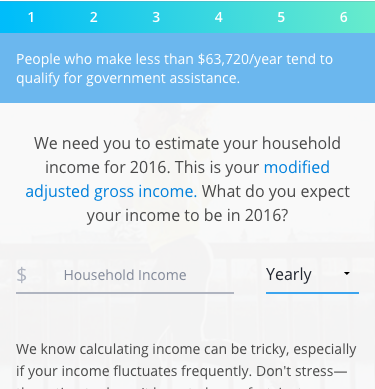 1 2 3 4 5 6
People who make less than $63,720/year tend to
qualify for government assistance.
We need you to estimate your household
income for 2016. This is your modified
adjusted gross income. What do you expect
your income to be in 2016?
$ Household Income Yearly
We know calculating income can be tricky, especially
if your income fluctuates frequently. Don't stress—